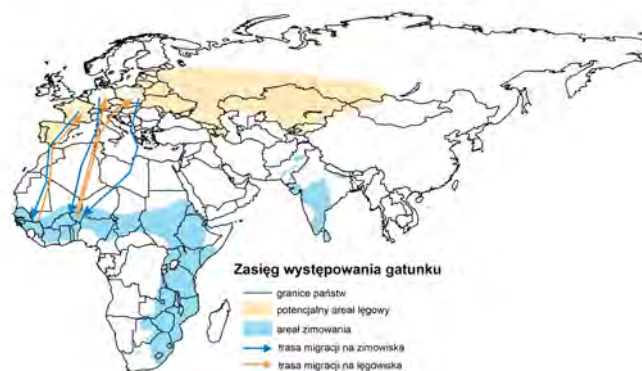 Zasięg występowania gatunku
granice państw
potencjalny areał lęgowy
areał zimowania
trasa migracji na zimowiska
trasa migracji na lęgowiska